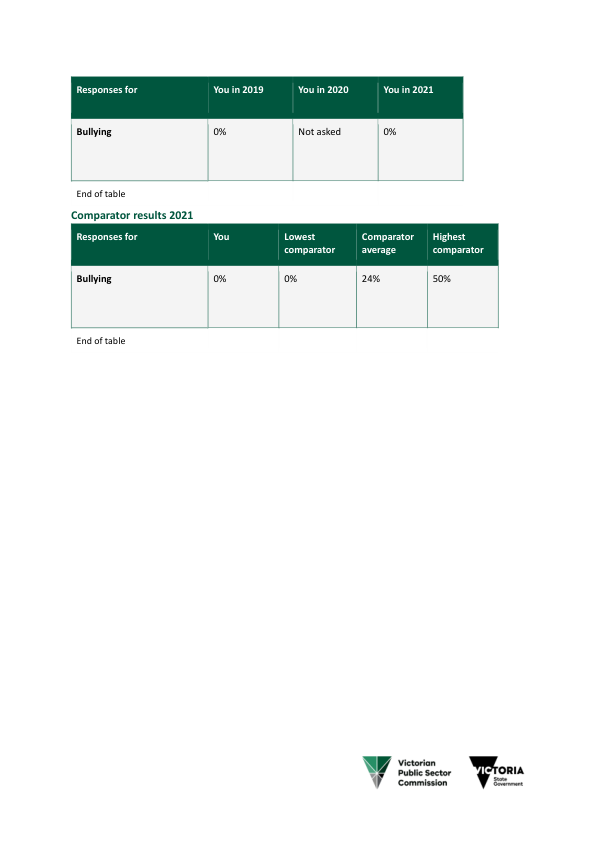 Responses for You in 2019 You in 2020 You in 2021
Bullying 0% Not asked 0%
End of table
Comparator results 2021
Responses for You Lowest comparator Comparator average Highest comparator
Bullying 0% 0% 24% 50%
End of table
Victorian
Public Sector
Commission
VICTORIA
State
Government